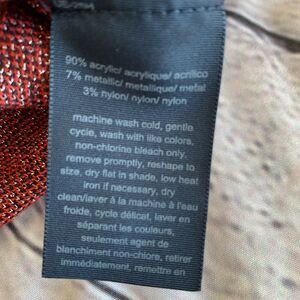 90% acrylic/ acrylique/ acrilico
7% metallic/ metallique/ metal
3% nylon/ nylon/ nylon
machine wash cold, gentle
cycle, wash with like colors,
non-chlorine bleach only,
remove promptly, reshape to
size, dry flat in shade, low heat
iron if necessary, dry
clean/laver à la machine à l'eau
froide, cycle délicat, laver en
séparant les couleurs,
seulement agent de
blanchiment non-chlore, retirer
immédiatement, remettre en